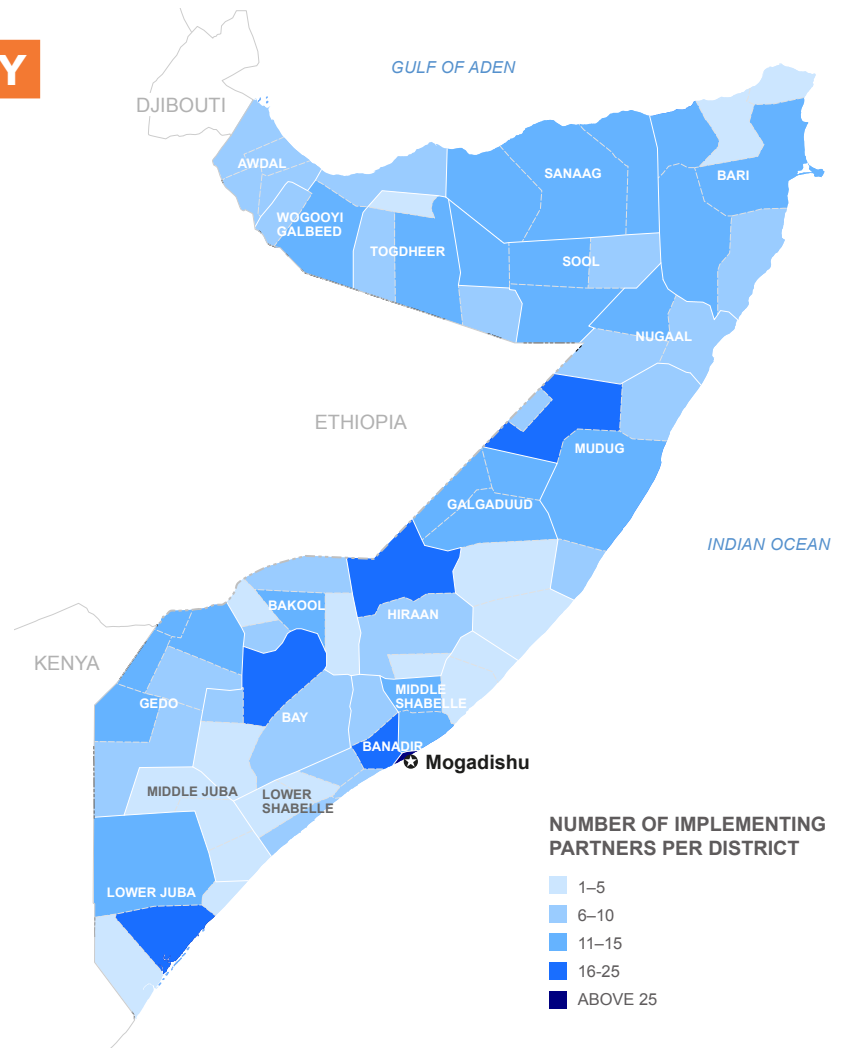 Y
GULF OF ADEN
DJIBOUTI
AWDAL
SANAAG
BARI
WOGOOYI
GALBEED
TOGDHEER
SOOL
NUGAAL
ETHIOPIA
MUDUG
GALGADUUD
INDIAN OCEAN
BAKOOL
HIRAAN
KENYA
GEDO
MIDDLE
SHABELLE
BAY
BANADIR
Mogadishu
MIDDLE JUBA
LOWER
SHABELLE
LOWER JUBA
NUMBER OF IMPLEMENTING
PARTNERS PER DISTRICT
1–5
6–10
11–15
16-25
ABOVE 25